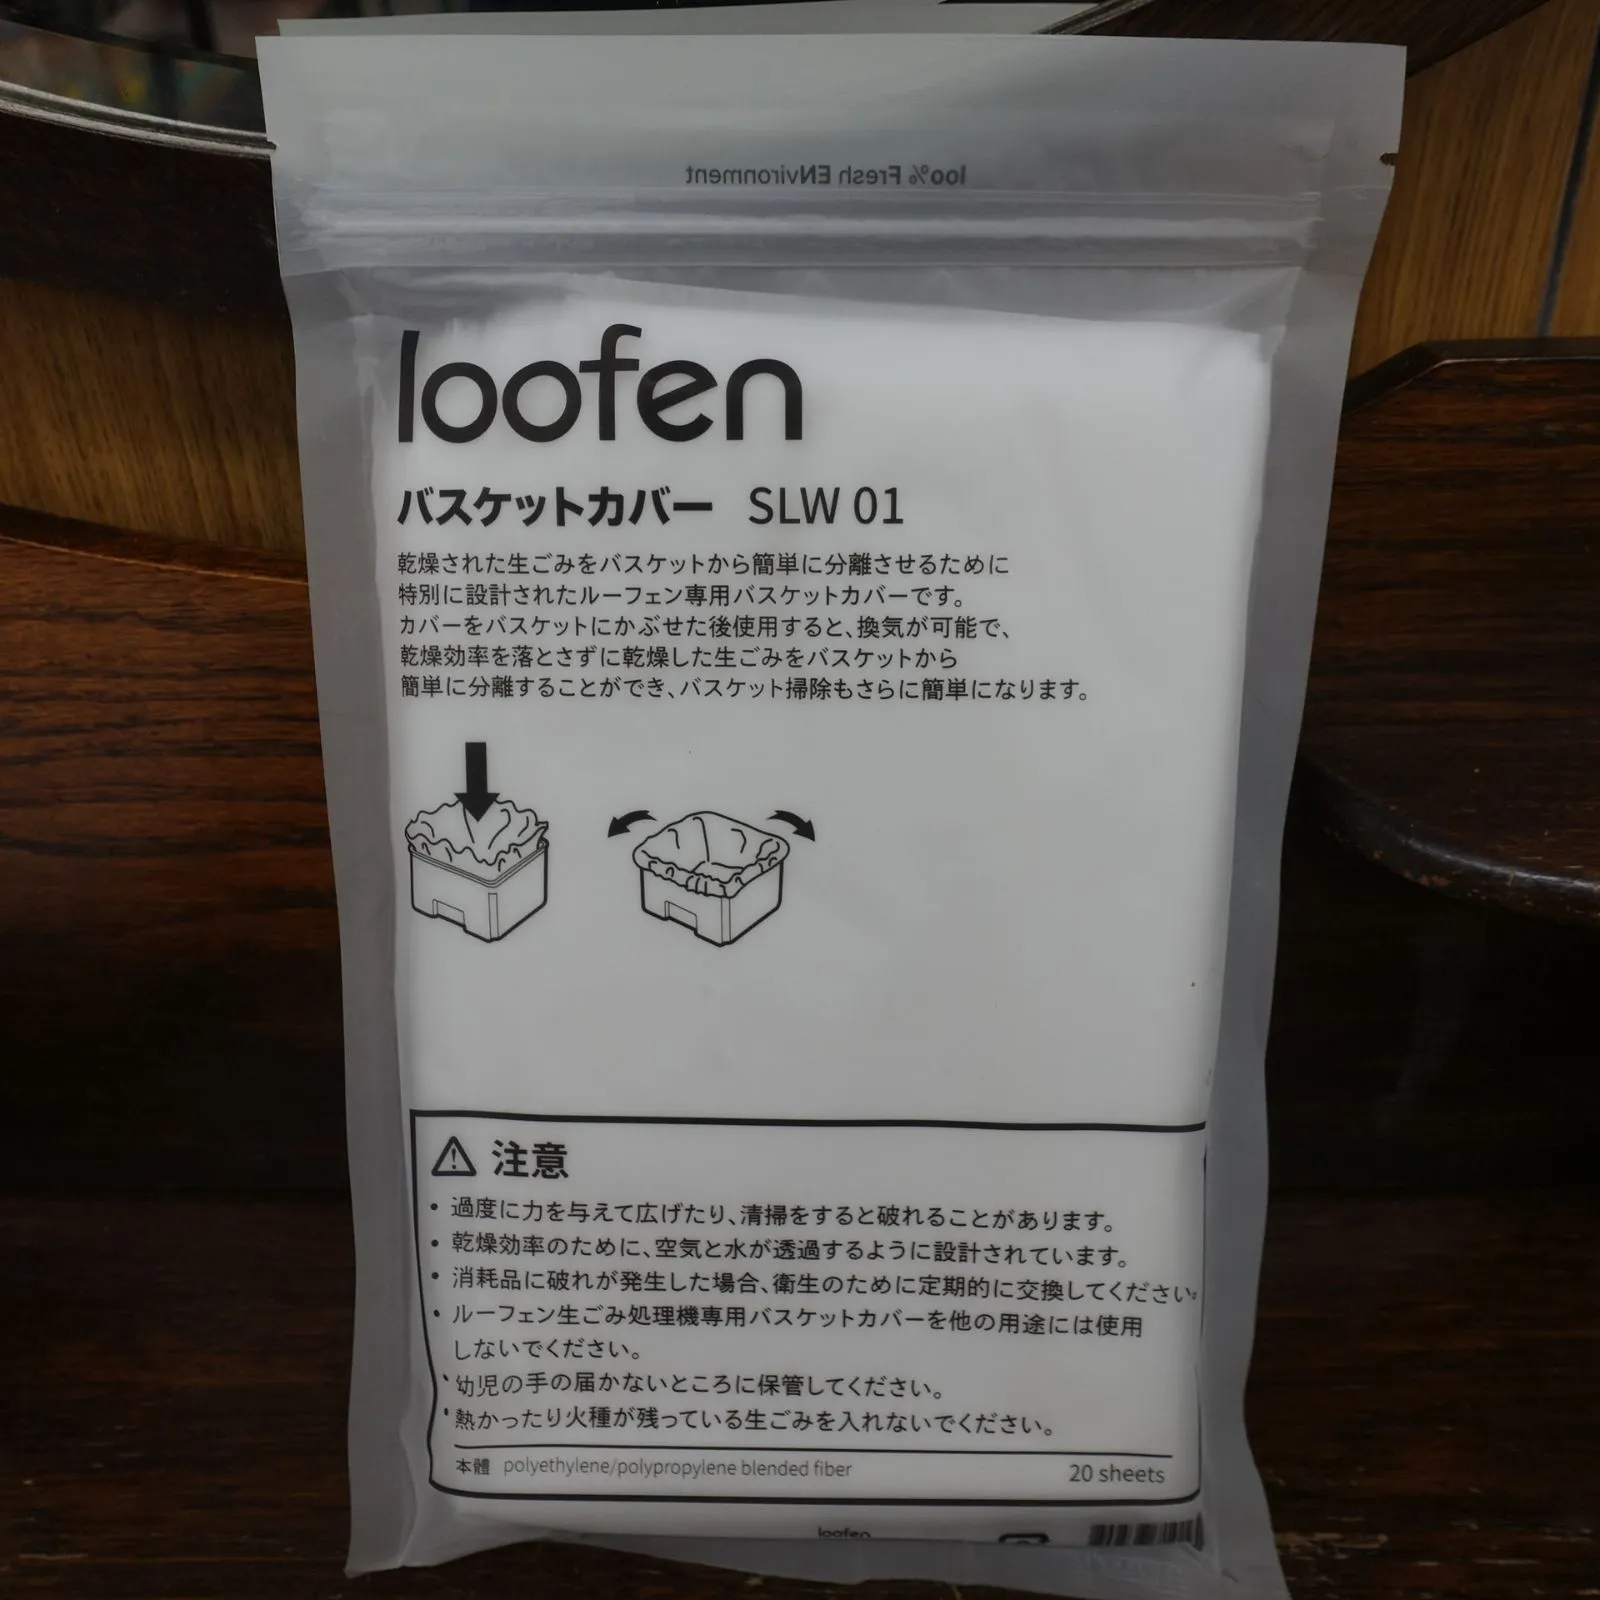 loo% Fresh ENvironment
loofen
バスケットカバー SLW 01
乾燥された生ごみをバスケットから簡単に分離させるために
特別に設計されたルーフェン専用バスケットカバーです。
カバーをバスケットにかぶせた後使用すると、換気が可能で、
乾燥効率を落とさずに乾燥した生ごみをバスケットから
簡単に分離することができ、バスケット掃除もさらに簡単になります。
注意
• 過度に力を与えて広げたり、清掃をすると破れることがあります。
• 乾燥効率のために、空気と水が透過するように設計されています。
• 消耗品に破れが発生した場合、衛生のために定期的に交換してください。
• ルーフェン生ごみ処理機専用バスケットカバーを他の用途には使用
しないでください。
• 幼児の手の届かないところに保管してください。
• 熱かったり火種が残っている生ごみを入れないでください。
本體 polyethylene/polypropylene blended fiber 20 sheets
loofen